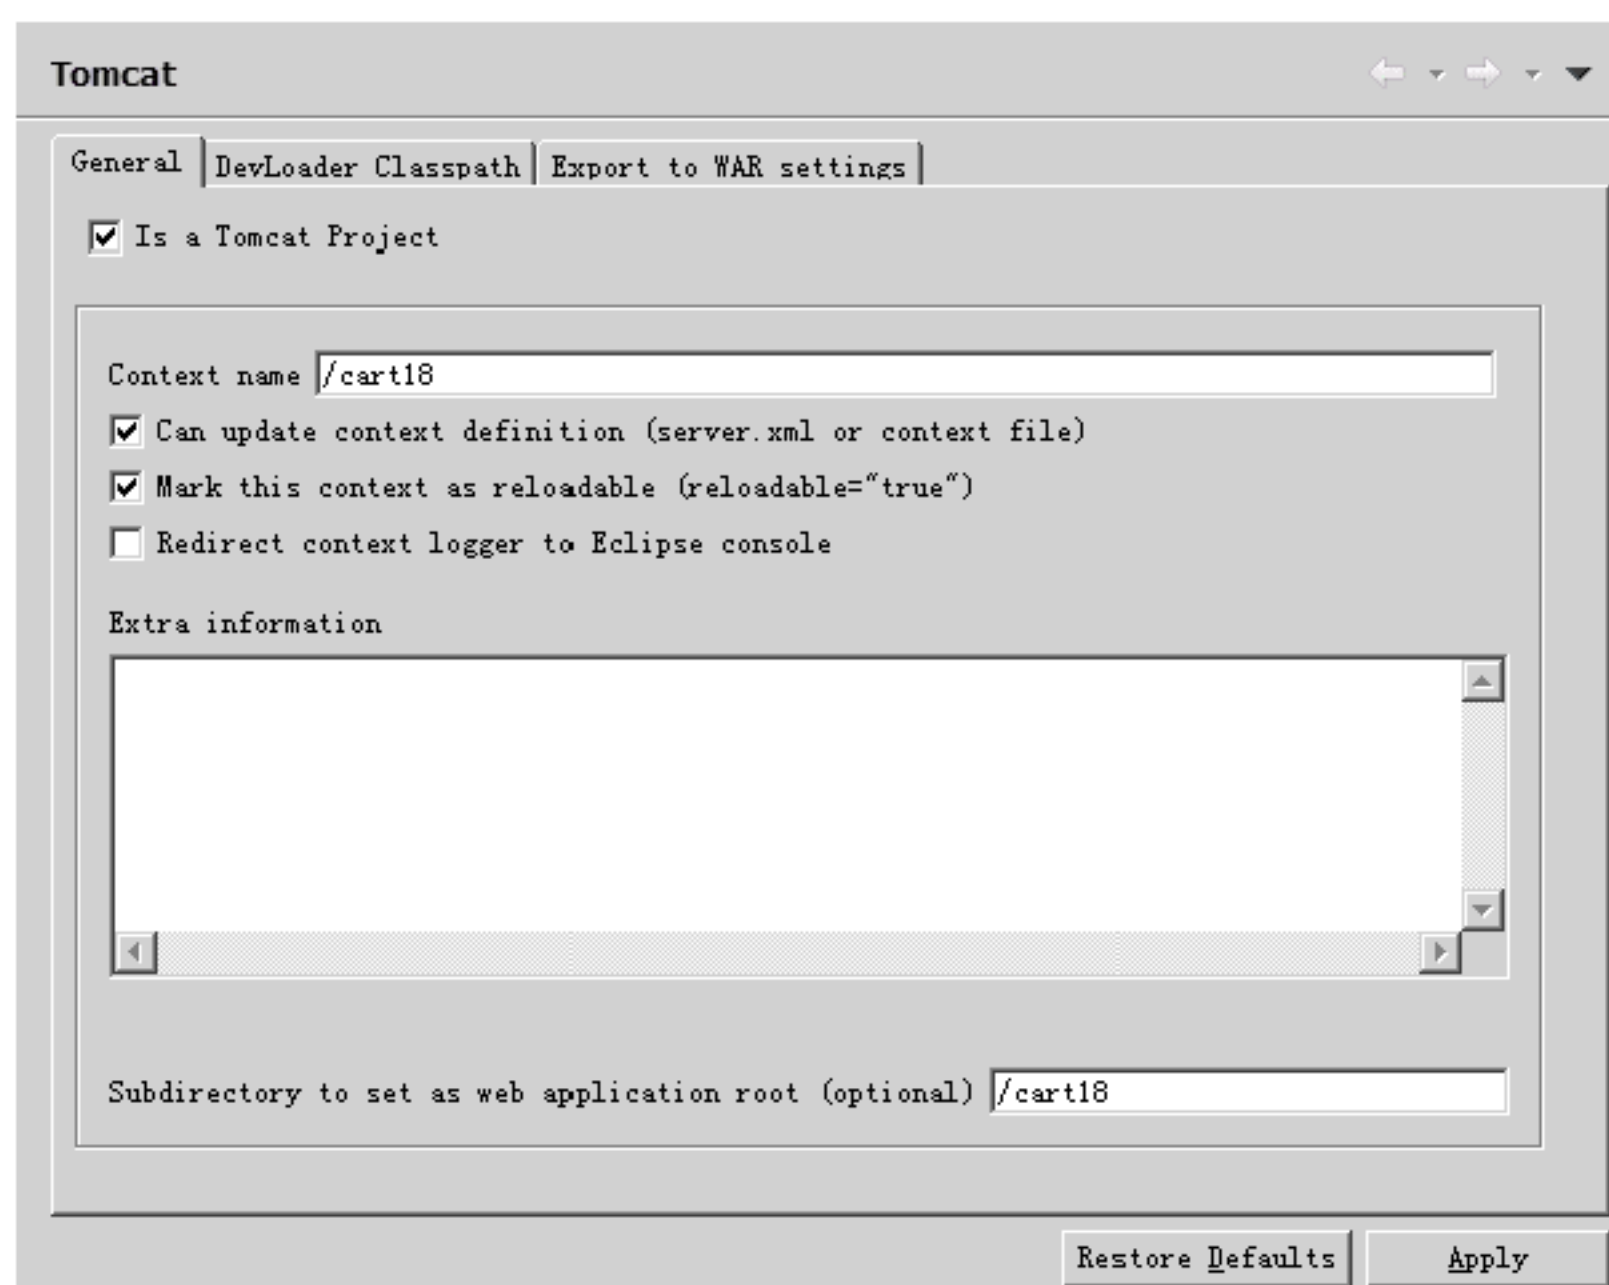 Tomcat
General DevLoader Classpath Export to WAR settings
Is a Tomcat Project
Context name /cart18
Can update context definition (server.xml or context file)
Mark this context as reloadable (reloadable="true")
Redirect context logger to Eclipse console
Extra information
Subdirectory to set as web application root (optional) /cart18
Restore Defaults Apply